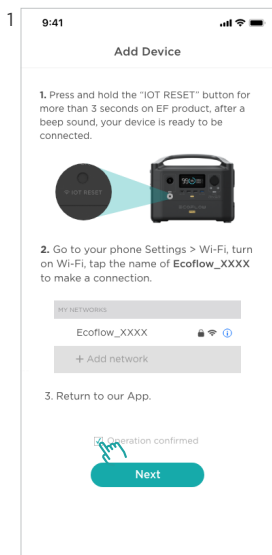 1
9:41
Add Device
1. Press and hold the “IOT RESET” button for
more than 3 seconds on EF product, after a
beep sound, your device is ready to be
connected.
IOT RESET
ECOFLOW
2. Go to your phone Settings > Wi-Fi, turn
on Wi-Fi, tap the name of Ecoflow_XXXX
to make a connection.
MY NETWORKS
Ecoflow_XXXX
+ Add network
3. Return to our App.
Operation confirmed
Next